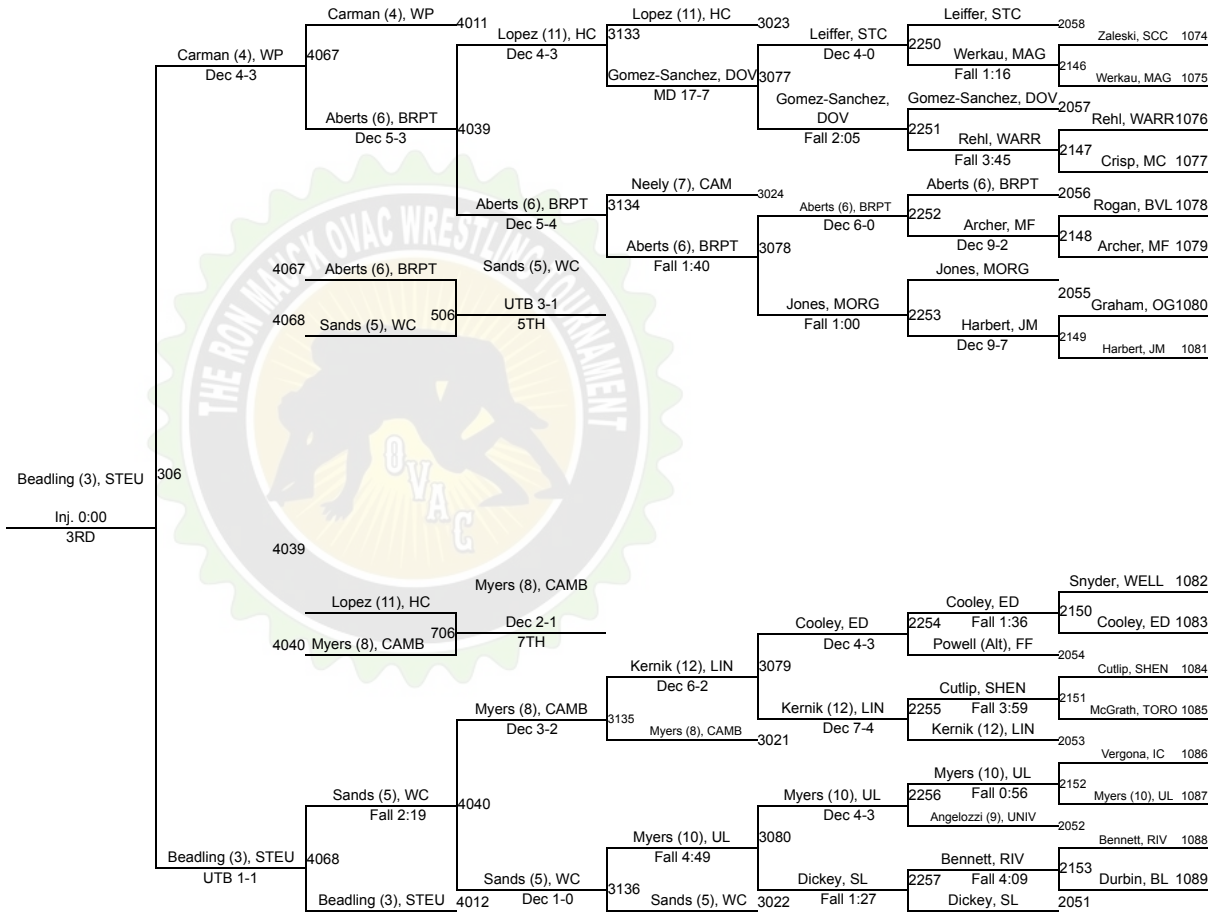 Carman (4), WP
4011
Lopez (11), HC
3023
Leiffer, STC
2058
Zaleski, SCC 1074
Lopez (11), HC
3133
Leiffer, STC
2250
Werkau, MAG
2146
Carman (4), WP
4067
Dec 4-3
Dec 4-0
Fall 1:16
Werkau, MAG 1075
Dec 4-3
Gomez-Sanchez, DOV
3077
MD 17-7
Gomez-Sanchez,
DOV
Gomez-Sanchez, DOV
2057
Rehl, WARR 1076
Aberts (6), BRPT
4039
2251
Rehl, WARR
2147
Dec 5-3
Fall 2:05
Fall 3:45
Crisp, MC 1077
Neely (7), CAM
3024
Aberts (6), BRPT
2056
Aberts (6), BRPT
3134
Aberts (6), BRPT
2252
Rogan, BVL 1078
Dec 5-4
Dec 6-0
Archer, MF
2148
Aberts (6), BRPT
3078
Dec 9-2
Archer, MF 1079
Fall 1:40
4067
Aberts (6), BRPT
Sands (5), WC
Jones, MORG
2055
UTB 3-1
Jones, MORG
Graham, OG 1080
4068
Sands (5), WC
506
5TH
Fall 1:00
2253
Harbert, JM
2149
Dec 9-7
Harbert, JM 1081
THE RON MAUCK OVAC WRESTLING TOURNAMENT
OVAC
Beadling (3), STEU
306
Inj. 0:00
3RD
4039
Myers (8), CAMB
Snyder, WELL 1082
Lopez (11), HC
Cooley, ED
2150
706
Dec 2-1
Cooley, ED
2254
Fall 1:36
Cooley, ED 1083
4040
Myers (8), CAMB
7TH
Dec 4-3
Powell (Alt), FF
2054
Kernik (12), LIN
3079
Cutlip, SHEN 1084
Dec 6-2
Cutlip, SHEN
2151
Myers (8), CAMB
3135
Kernik (12), LIN
2255
Fall 3:59
McGrath, TORO 1085
Dec 3-2
Myers (8), CAMB
3021
Dec 7-4
Kernik (12), LIN
2053
Vergona, IC 1086
Myers (10), UL
2152
Sands (5), WC
4040
Myers (10), UL
2256
Fall 0:56
Myers (10), UL 1087
Fall 2:19
Dec 4-3
Angelozzi (9), UNIV
2052
Myers (10), UL
3080
Bennett, RIV 1088
Beadling (3), STEU
4068
Fall 4:49
Bennett, RIV
2153
UTB 1-1
Sands (5), WC
3136
Dickey, SL
2257
Fall 4:09
Durbin, BL 1089
Dec 1-0
Fall 1:27
Beadling (3), STEU
4012
Sands (5), WC
3022
Dickey, SL
2051